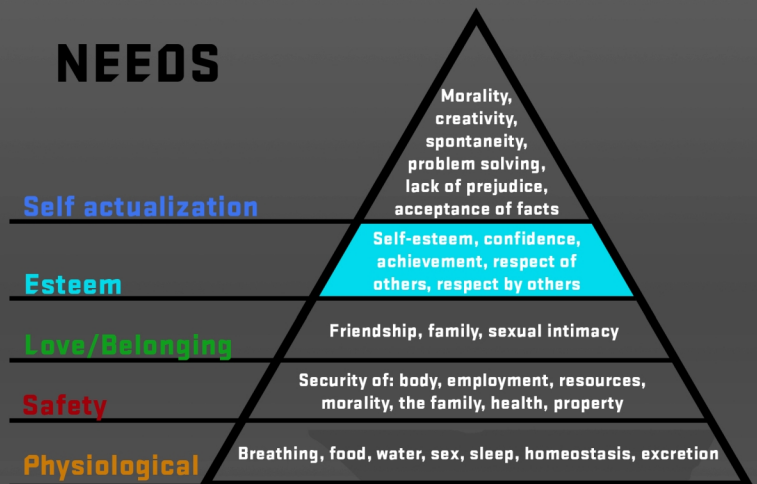 NEEDS
Morality,
creativity,
spontaneity,
problem solving,
lack of prejudice,
acceptance of facts
Self actualization
Self-esteem, confidence,
achievement, respect of
others, respect by others
Esteem
Friendship, family, sexual intimacy
Love/Belonging
Security of: body, employment, resources,
morality, the family, health, property
Safety
Breathing, food, water, sex, sleep, homeostasis, excretion
Physiological